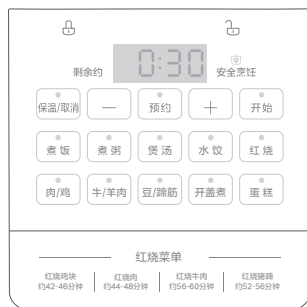 剩余约 0:30 安全烹饪
保温/取消 — 预约 + 开始
煮饭 煮粥 煲汤 水饺 红烧
肉/鸡 牛/羊肉 豆/蹄筋 开盖煮 蛋糕
红烧菜单
红烧鸡块 红烧肉 红烧牛肉 红烧猪蹄
约42-46分钟 约44-48分钟 约56-60分钟 约52-56分钟